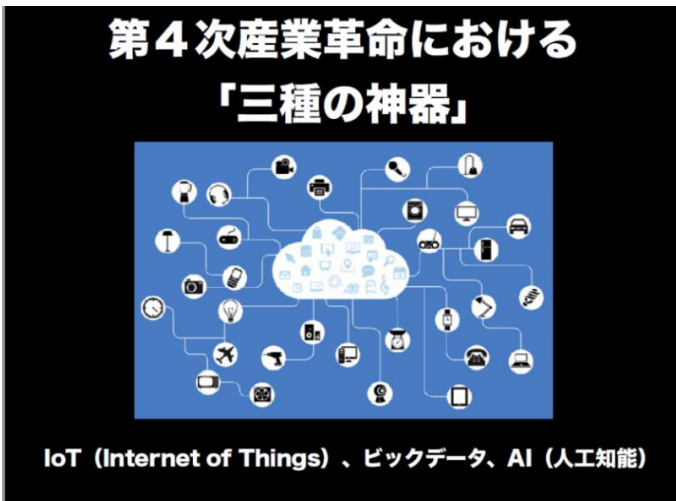 第４次産業革命における
「三種の神器」
IoT（Internet of Things）、ビックデータ、AI（人工知能）